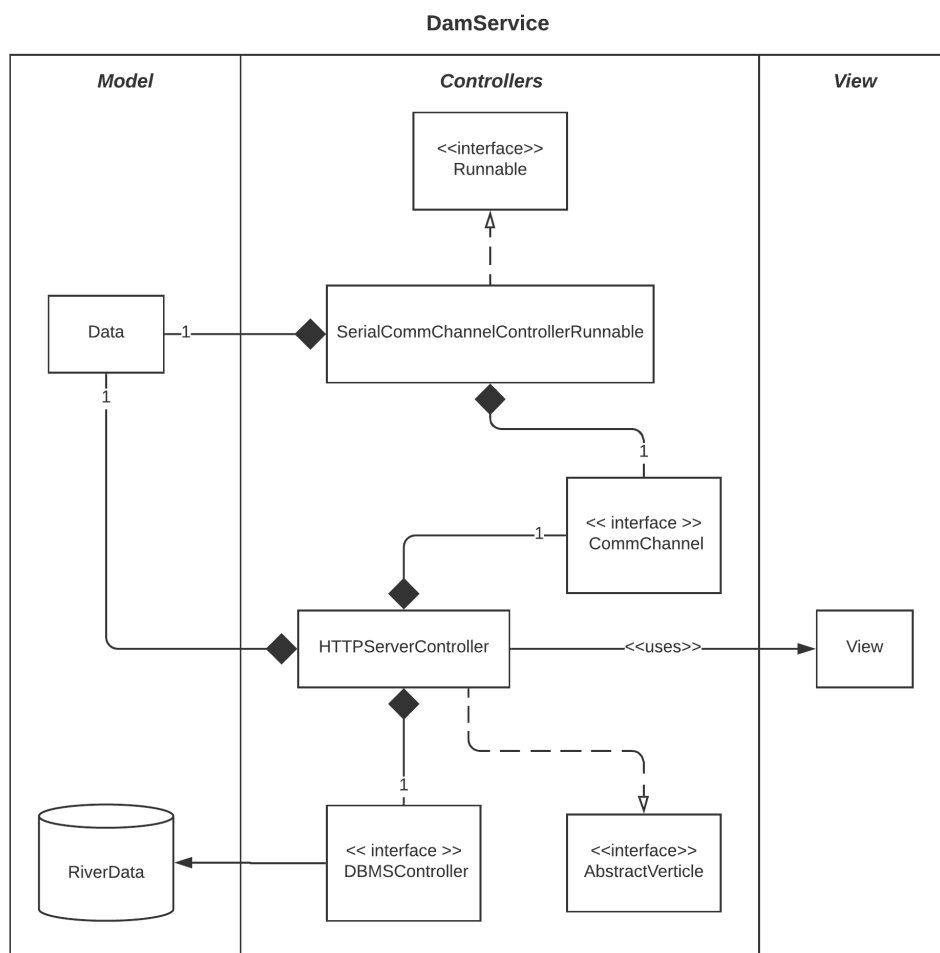 DamService
Model
Controllers
View
<<interface>>
Runnable
Data
1
SerialCommChannelControllerRunnable
1
1
<< interface >>
CommChannel
1
HTTPServerController
<<uses>>
View
1
RiverData
<< interface >>
DBMSController
<<interface>>
AbstractVerticle